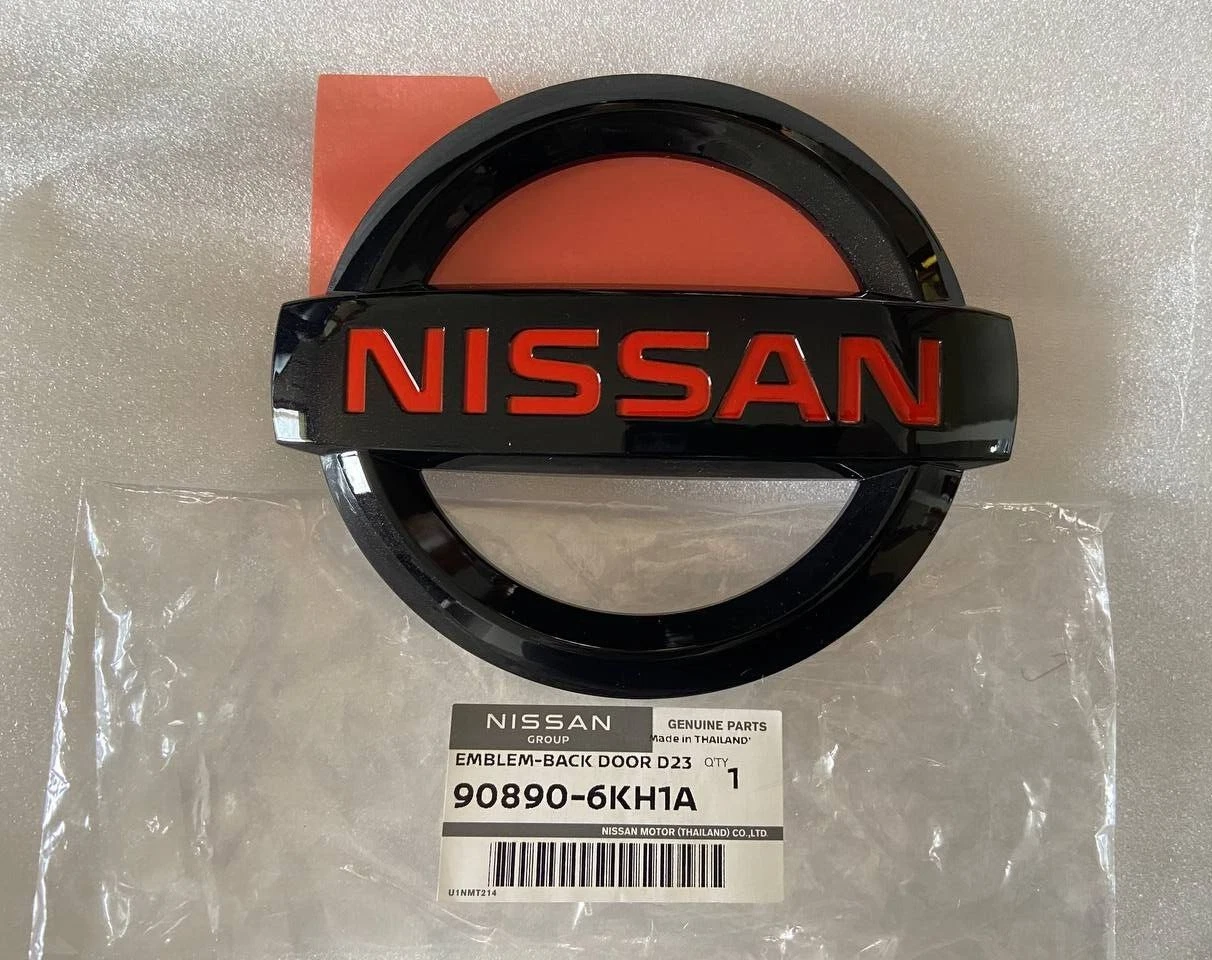 NISSAN
NISSAN
GROUP
GENUINE PARTS
Made in THAILAND'
EMBLEM-BACK DOOR D23 Q'TY 1
90890-6KH1A
NISSAN MOTOR (THAILAND) CO.,LTD
U1NMT214